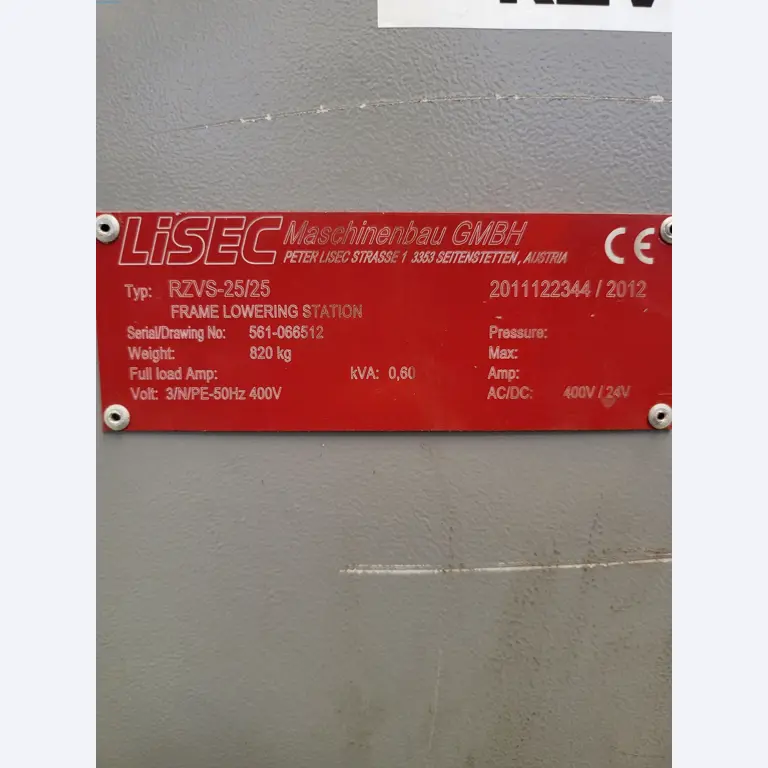 LiSEC Maschinenbau GMBH
PETER LISEC STRASSE 1 3353 SEITENSTETTEN, AUSTRIA
CE
Typ: RZVS-25/25 2011122344 / 2012
FRAME LOWERING STATION
Serial/Drawing No: 561-066512 Pressure:
Weight: 820 kg Max:
Full load Amp: kVA: 0,60 Amp:
Volt: 3/N/PE-50Hz 400V AC/DC: 400V / 24V